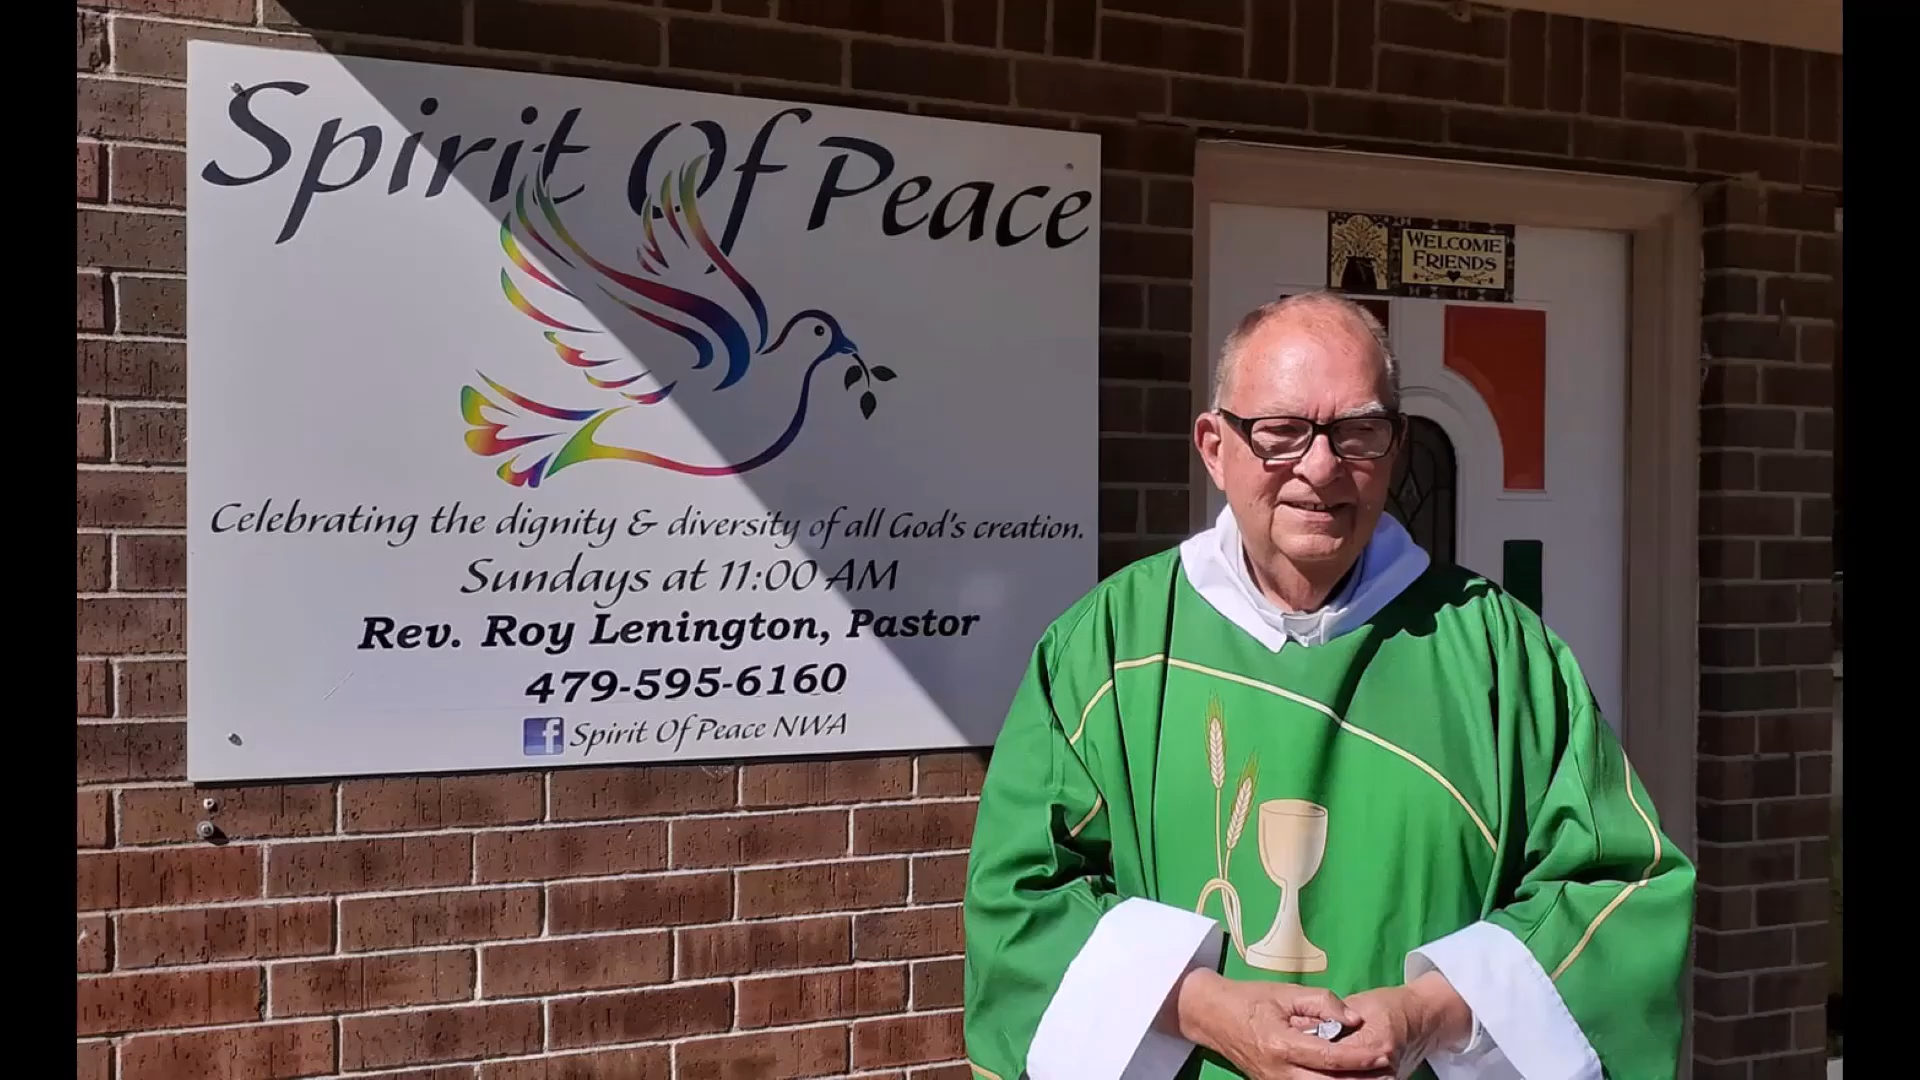 Spirit Of Peace
Celebrating the dignity & diversity of all God's creation.
Sundays at 11:00 AM
Rev. Roy Lenington, Pastor
479-595-6160
f Spirit Of Peace NWA
WELCOME
FRIENDS